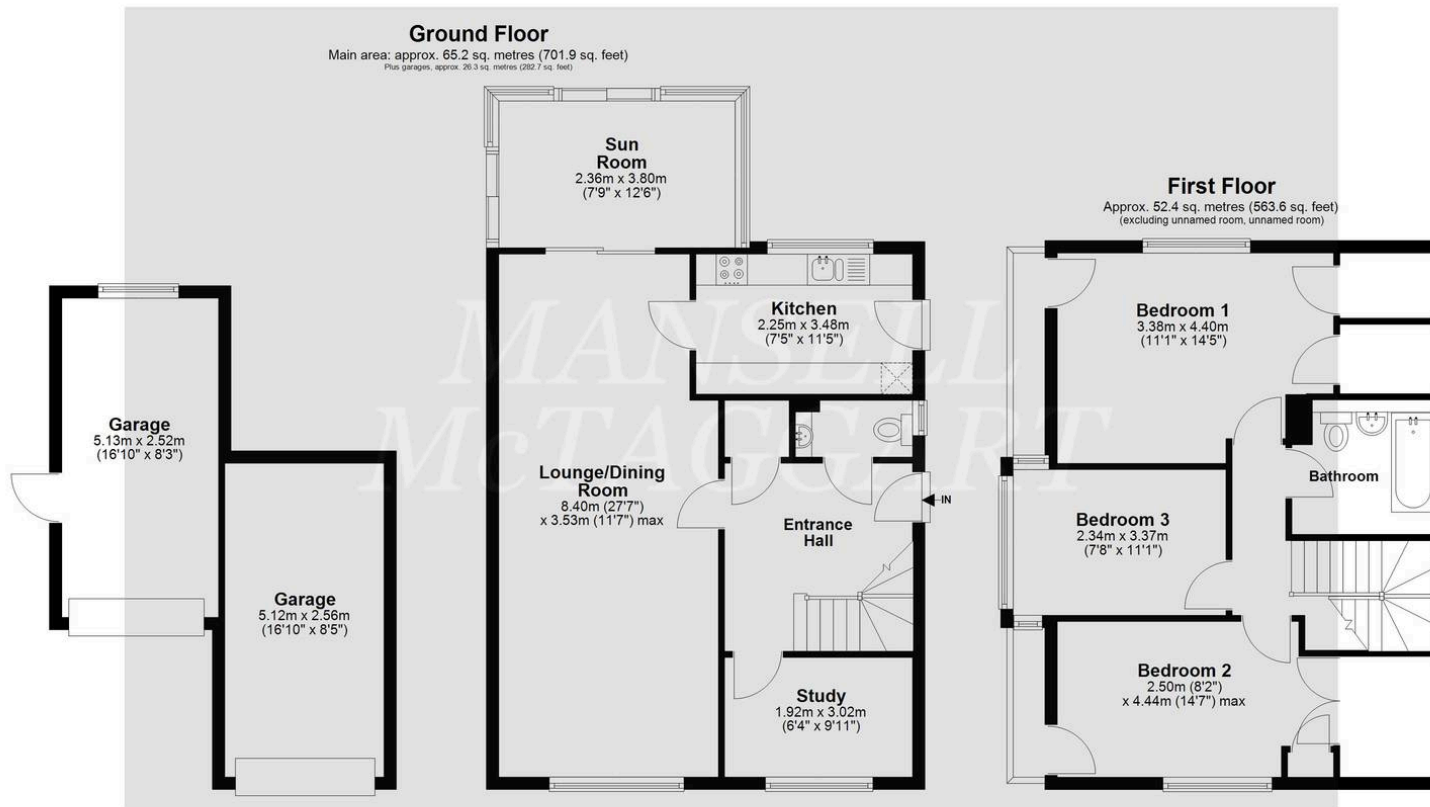 Ground Floor
Main area: approx. 65.2 sq. metres (701.9 sq. feet)
Plus garages, approx. 26.3 sq. metres (282.7 sq. feet)
Sun
Room
2.36m x 3.80m
(7'9" x 12'6")
Kitchen
2.25m x 3.48m
(7'5" x 11'5")
Garage
5.13m x 2.52m
(16'10" x 8'3")
Garage
5.12m x 2.56m
(16'10" x 8'5")
Lounge/Dining
Room
8.40m (27'7")
x 3.53m (11'7") max
IN
Entrance
Hall
Study
1.92m x 3.02m
(6'4" x 9'11")
First Floor
Approx. 52.4 sq. metres (563.6 sq. feet)
(excluding unnamed room, unnamed room)
Bedroom 1
3.38m x 4.40m
(11'1" x 14'5")
Bathroom
Bedroom 3
2.34m x 3.37m
(7'8" x 11'1")
Bedroom 2
2.50m (8'2")
x 4.44m (14'7") max
MANSELL
McTAGGART